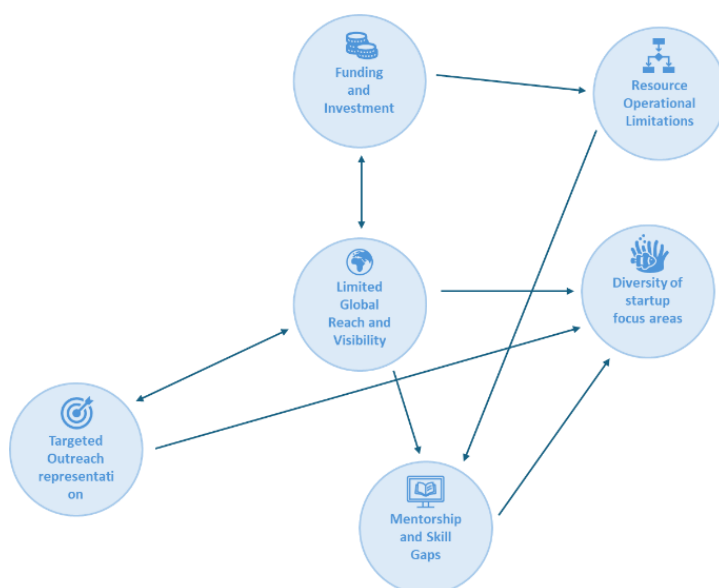 Funding
and
Investment
Resource
Operational
Limitations
Limited
Global
Reach and
Visibility
Diversity of
startup
focus areas
Targeted
Outreach
representati
on
Mentorship
and Skill
Gaps